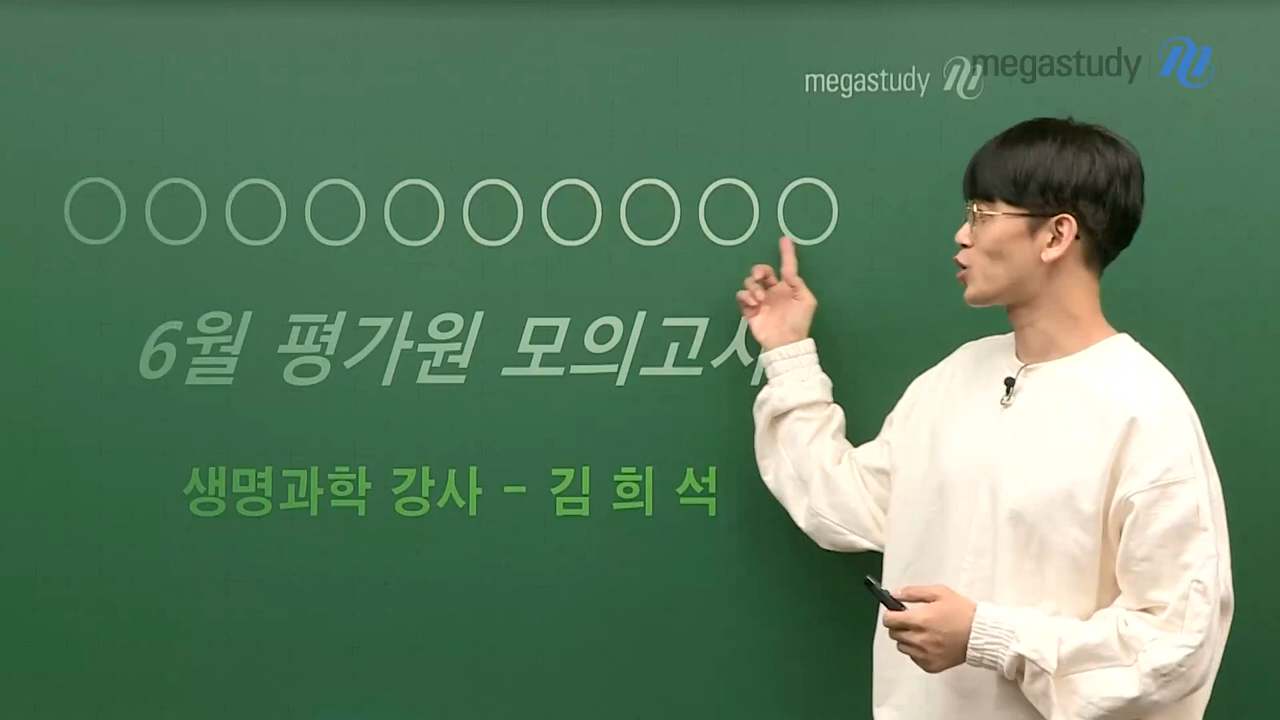 megastudy megastudy
○○○○○○○○○○
6월 평가원 모의고사
생명과학 강사 - 김 희 석